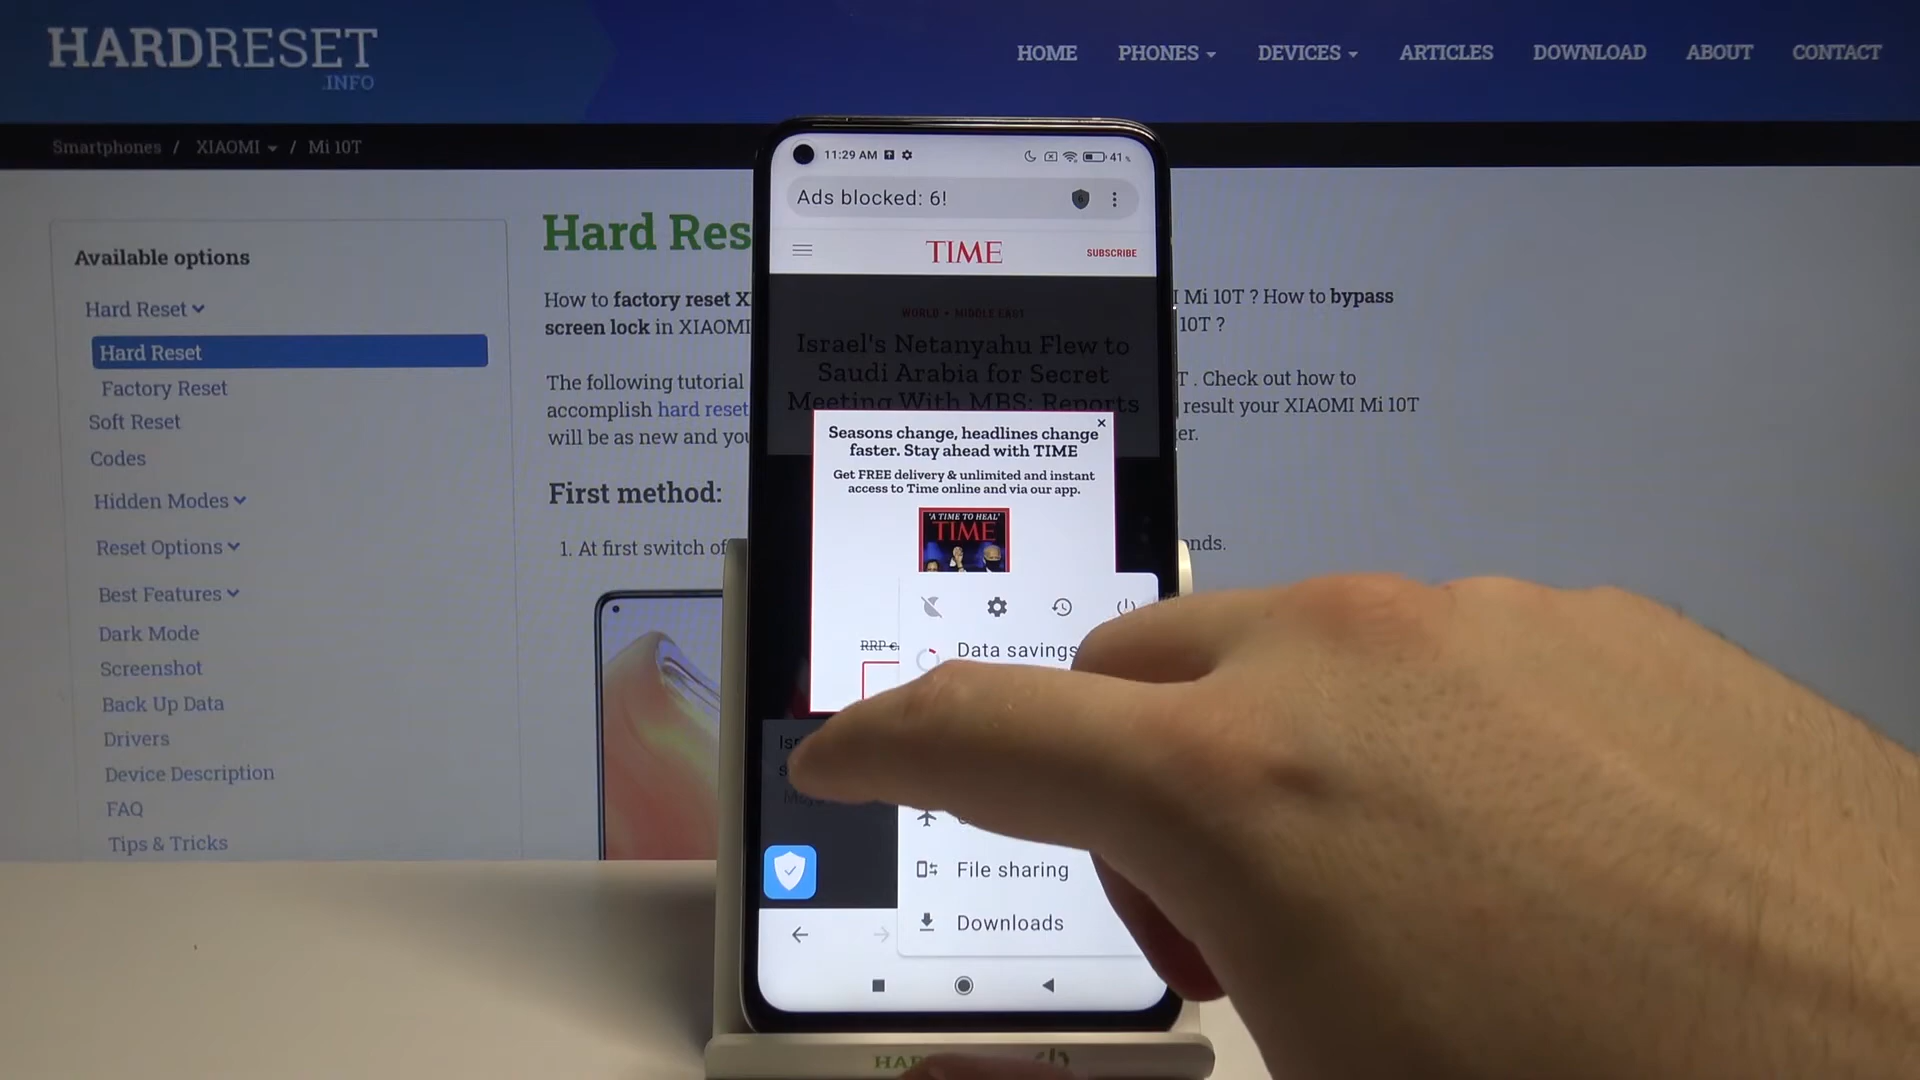 HARDRESET
.INFO
HOME PHONES DEVICES ARTICLES DOWNLOAD ABOUT CONTACT
Smartphones / XIAOMI / Mi 10T
Available options
Hard Reset
Hard Reset
Factory Reset
Soft Reset
Codes
Hidden Modes
Reset Options
Best Features
Dark Mode
Screenshot
Back Up Data
Drivers
Device Description
FAQ
Tips & Tricks
Hard Res
How to factory reset X
Mi 10T ? How to bypass
screen lock in XIAOMI
10T ?
The following tutorial
T . Check out how to
accomplish hard reset
result your XIAOMI Mi 10T
will be as new and you
er.
First method:
1. At first switch of
nds.
11:29 AM
41
Ads blocked: 6!
TIME
SUBSCRIBE
WORLD • MIDDLE EAST
Israel's Netanyahu Flew to
Saudi Arabia for Secret
Meeting With MBS: Reports
×
Seasons change, headlines change
faster. Stay ahead with TIME
Get FREE delivery & unlimited and instant
access to Time online and via our app.
'A TIME TO HEAL'
TIME
RRP
Data savings
File sharing
Downloads
HAR